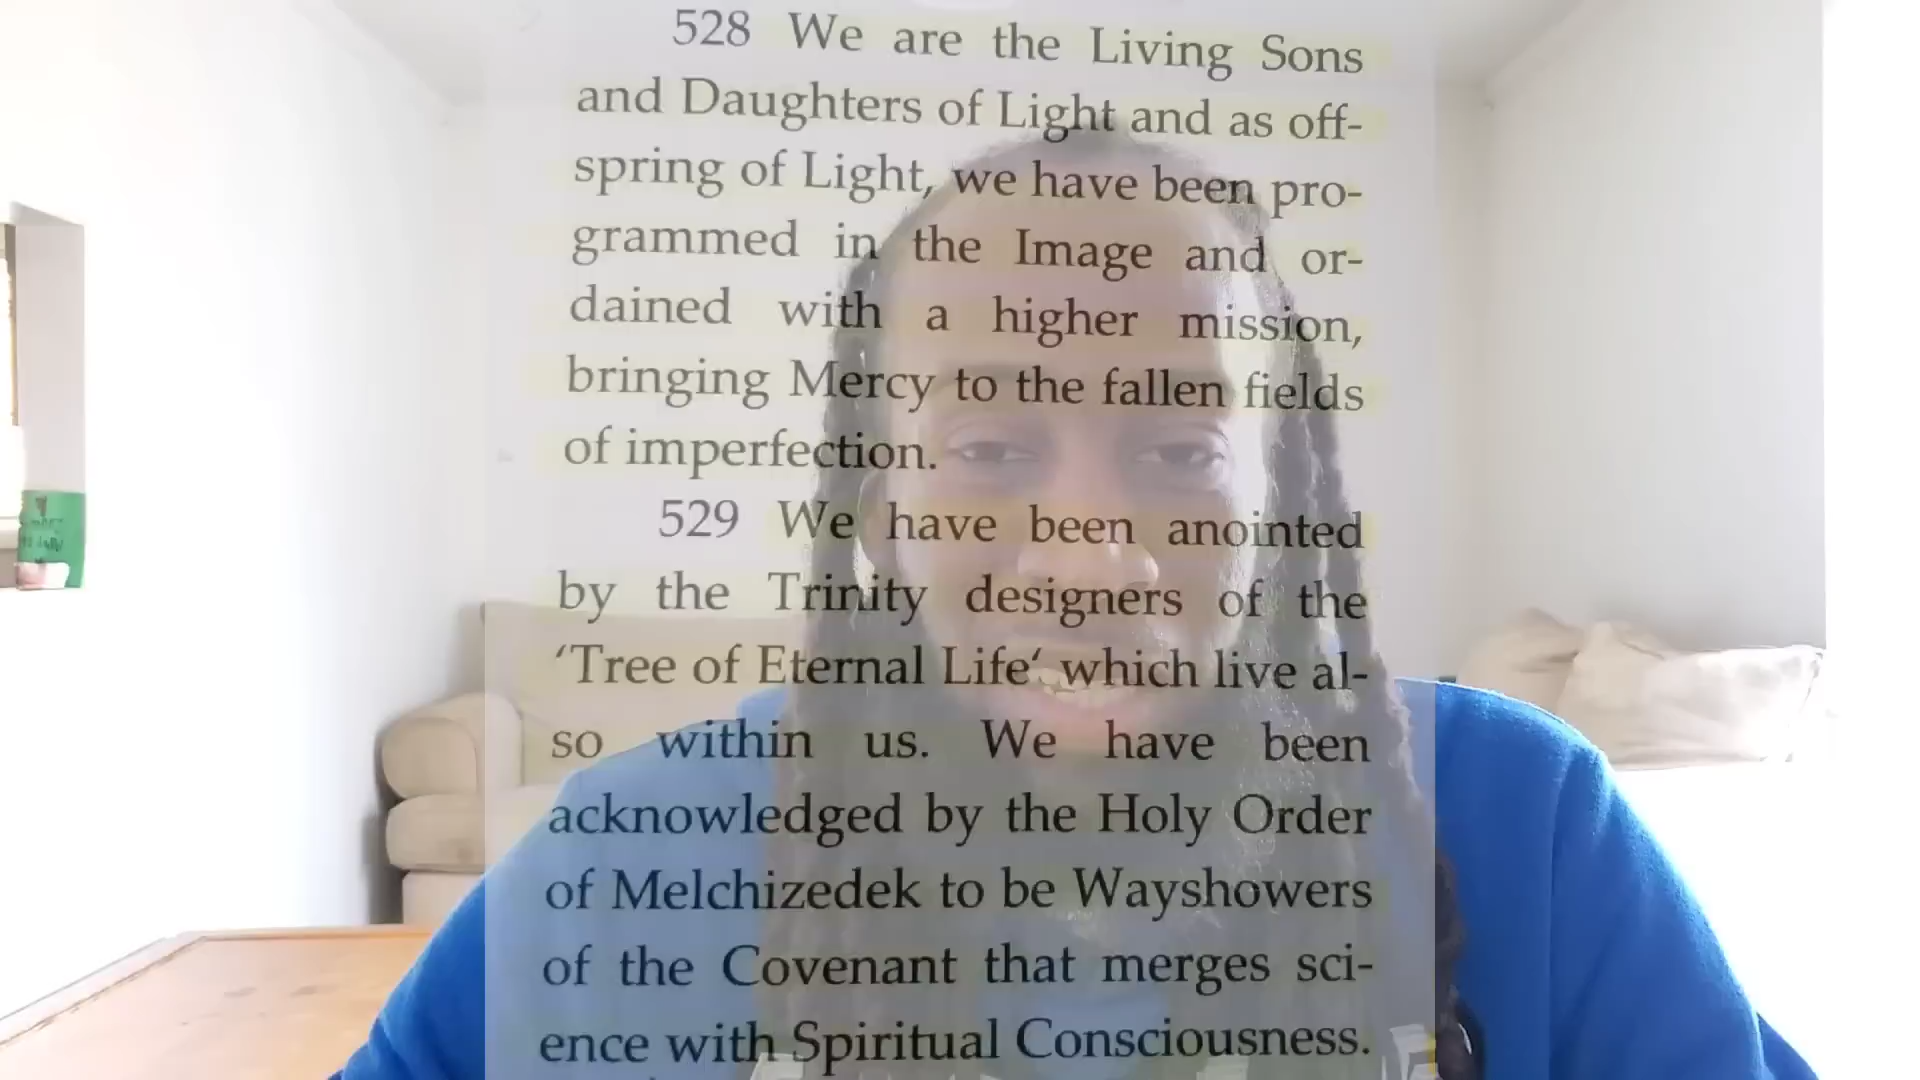 528 We are the Living Sons
and Daughters of Light and as off-
spring of Light, we have been pro-
grammed in the Image and or-
dained with a higher mission,
bringing Mercy to the fallen fields
of imperfection.
529 We have been anointed
by the Trinity designers of the
‘Tree of Eternal Life‘ which live al-
so within us. We have been
acknowledged by the Holy Order
of Melchizedek to be Wayshowers
of the Covenant that merges sci-
ence with Spiritual Consciousness.